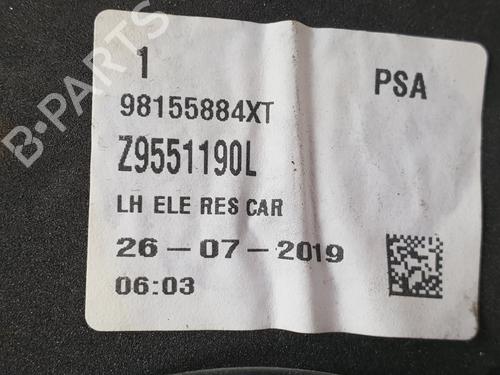 1
PSA
98155884XT
Z9551190L
LH ELE RES CAR
26-07-2019
06:03
B-PARTS